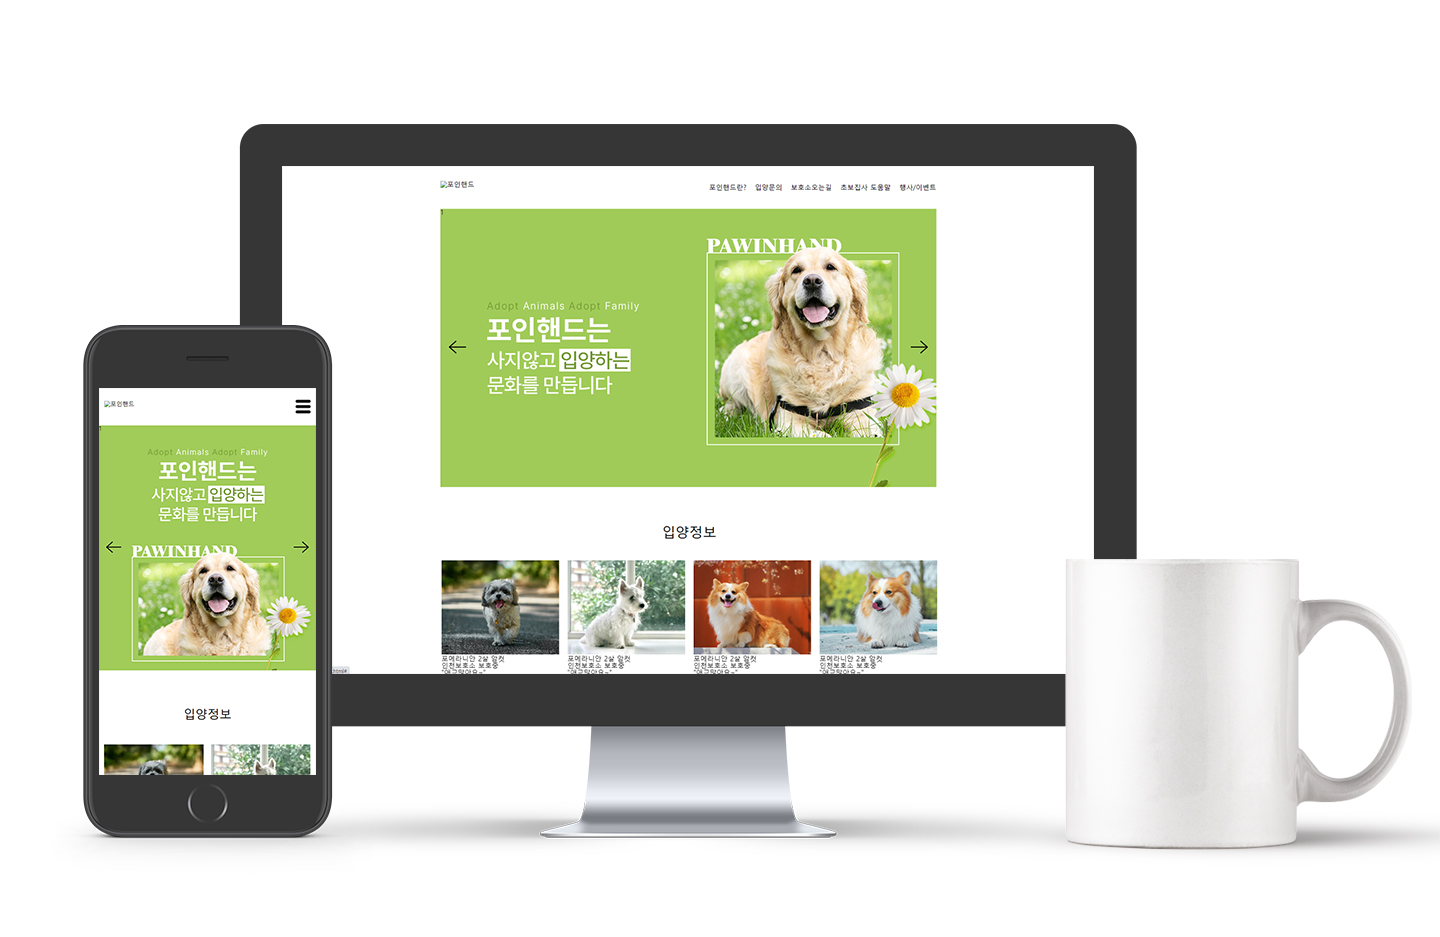 포인핸드
포인핸드란? 입양문의 보호소오는길 초보집사 도움말 행사/이벤트
1
PAWINHAND
Adopt Animals Adopt Family
포인핸드는
사지않고 입양하는
문화를 만듭니다
입양정보
포메라니안 2살 암컷
인천보호소 보호중
포메라니안 2살 암컷
인천보호소 보호중
포메라니안 2살 암컷
인천보호소 보호중
포메라니안 2살 암컷
인천보호소 보호중
포인핸드
1
Adopt Animals Adopt Family
포인핸드는
사지않고 입양하는
문화를 만듭니다
PAWINHAND
입양정보